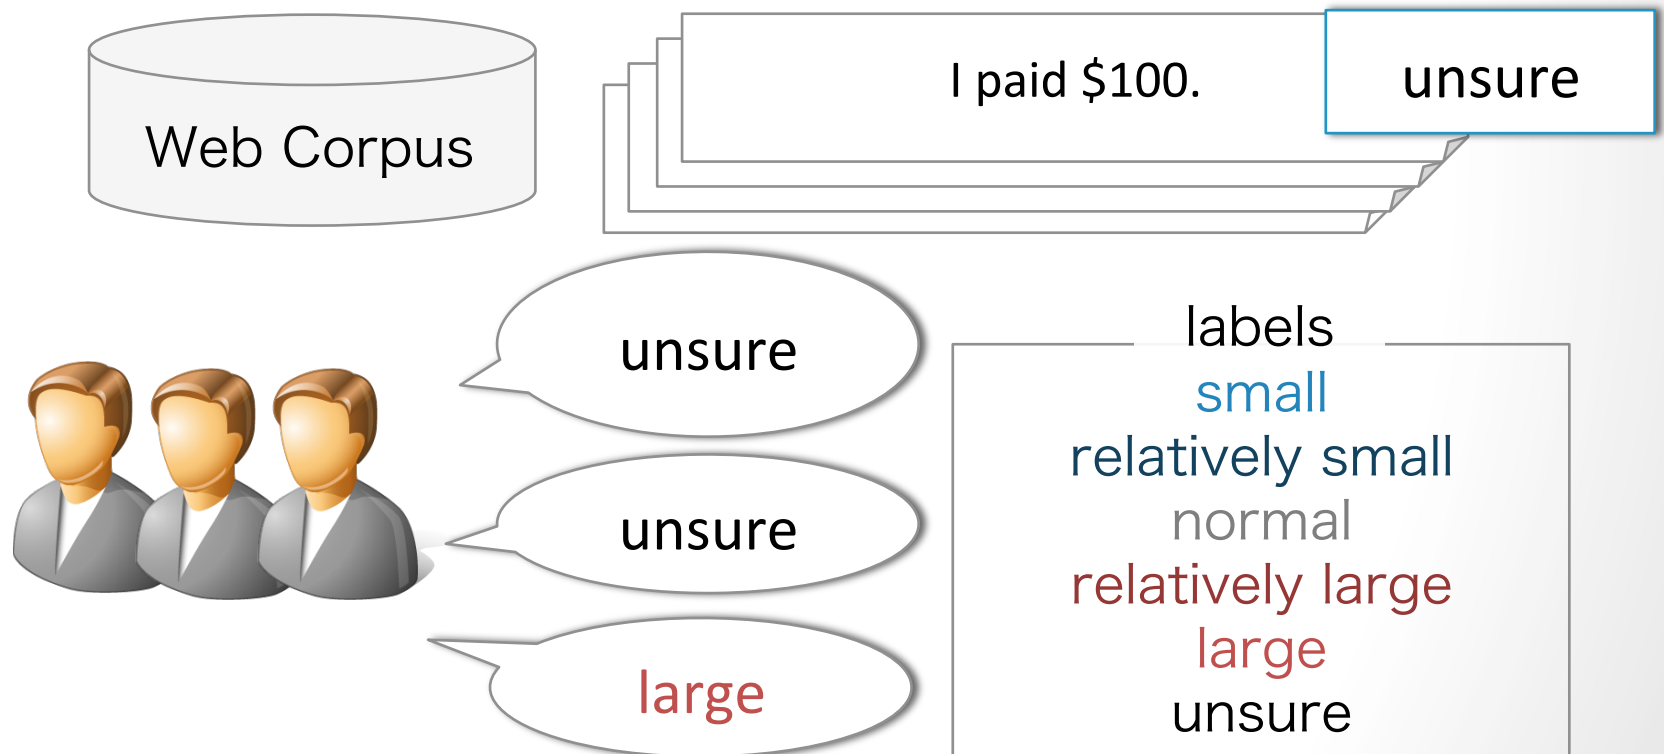 Web Corpus
I paid $100.
unsure
unsure
unsure
large
labels
small
relatively small
normal
relatively large
large
unsure